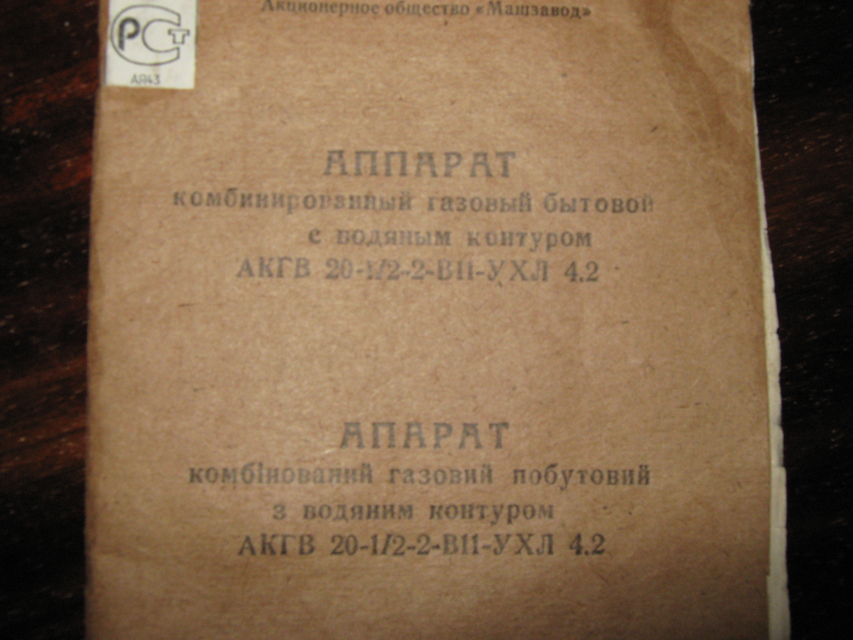 Акционерное общество «Машзавод»
РСТ
АЯ43
АППАРАТ
комбинированный газовый бытовой
с водяным контуром
АКГВ 20-1/2-2-В11-УХЛ 4.2
АПАРАТ
комбінований газовий побутовий
з водяним контуром
АКГВ 20-1/2-2-В11-УХЛ 4.2